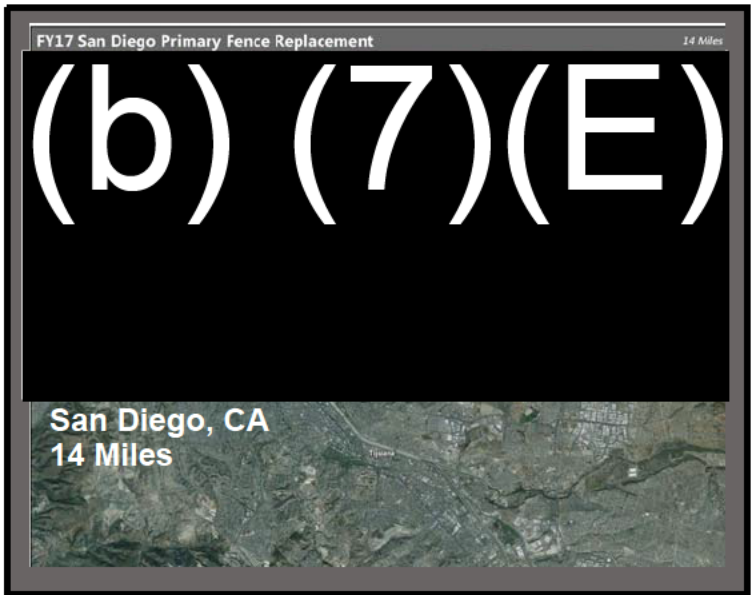 FY17 San Diego Primary Fence Replacement 14 Miles
(b) (7)(E)
San Diego, CA
14 Miles
Tijuana